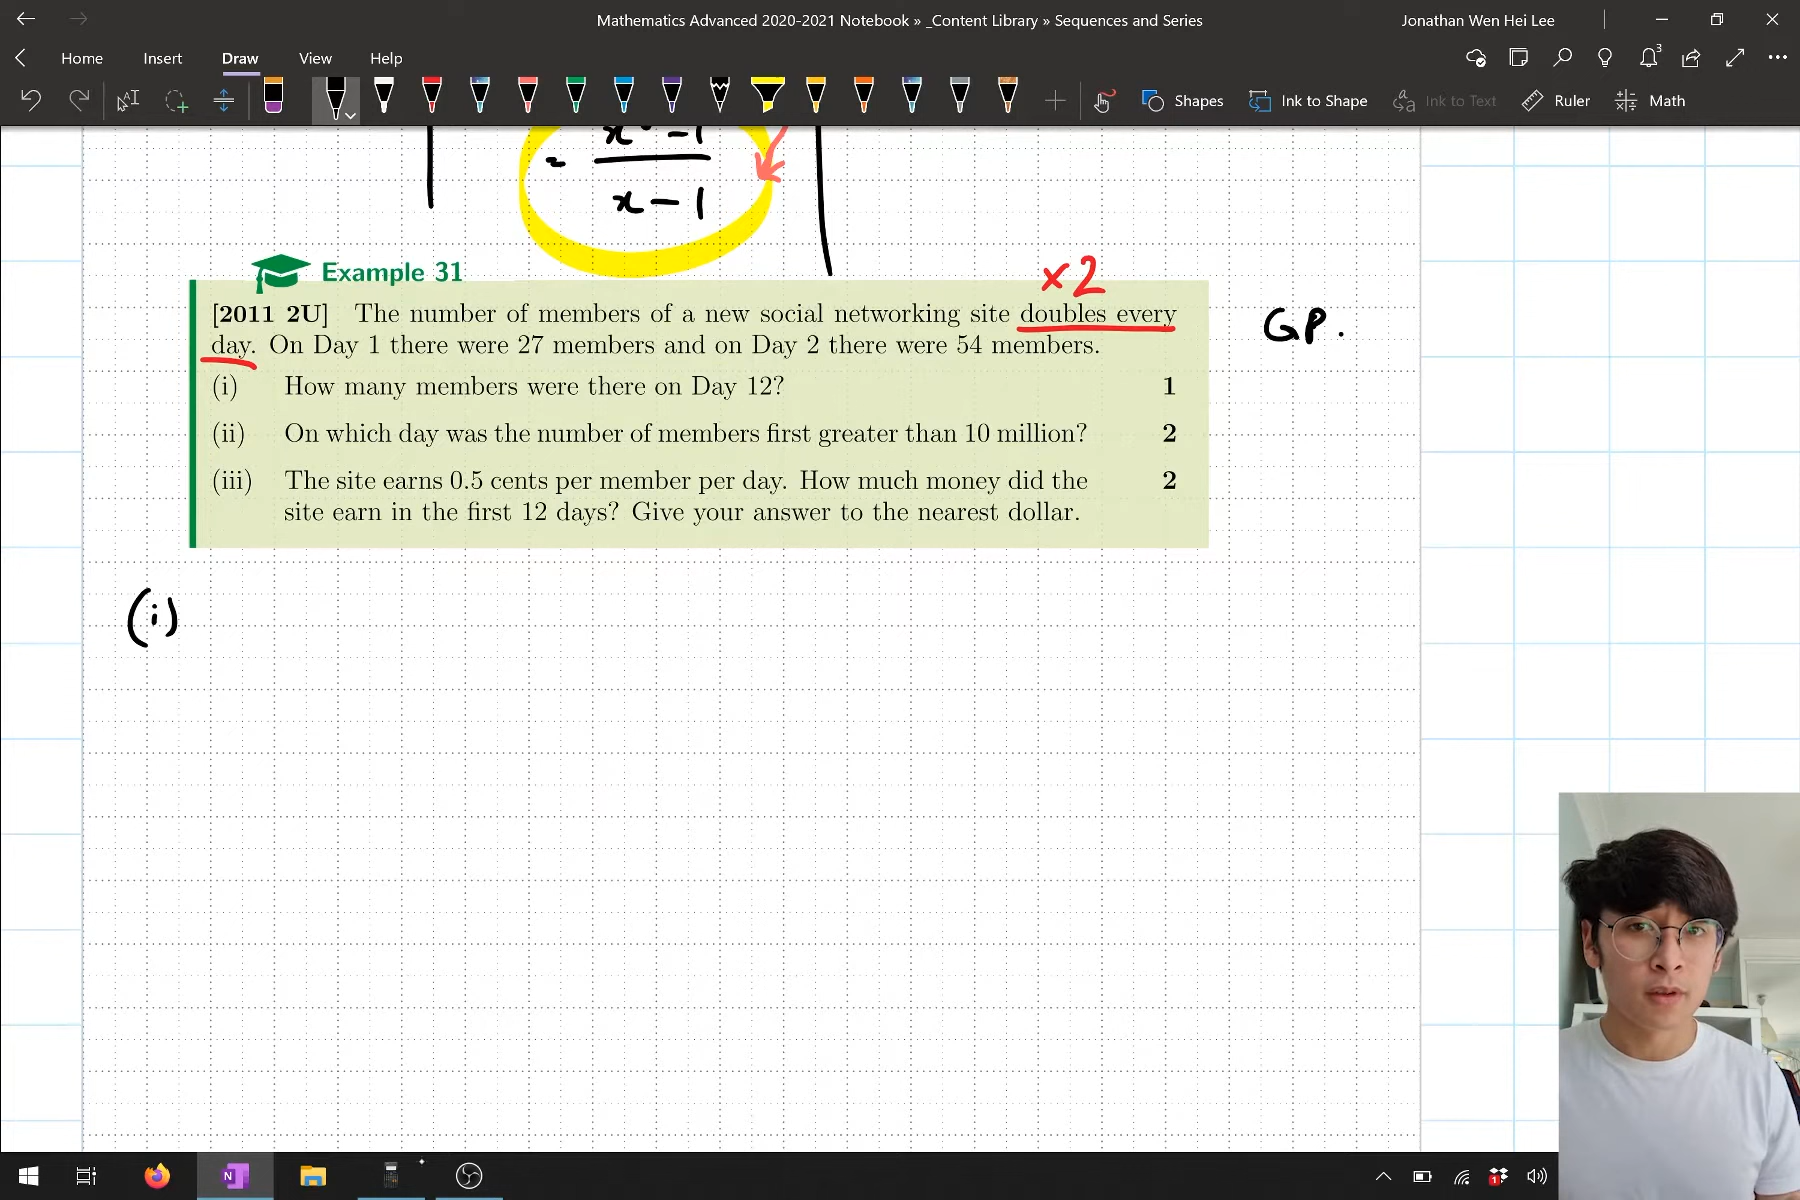 Mathematics Advanced 2020-2021 Notebook » _Content Library » Sequences and Series
Jonathan Wen Hei Lee
Home Insert Draw View Help
3
Shapes Ink to Shape Ink to Text Ruler Math
= x -1
x-1
Example 31
×2
[2011 2U] The number of members of a new social networking site doubles every
day. On Day 1 there were 27 members and on Day 2 there were 54 members.
GP.
(i) How many members were there on Day 12? 1
(ii) On which day was the number of members first greater than 10 million? 2
(iii) The site earns 0.5 cents per member per day. How much money did the 2
site earn in the first 12 days? Give your answer to the nearest dollar.
(i)
N
1